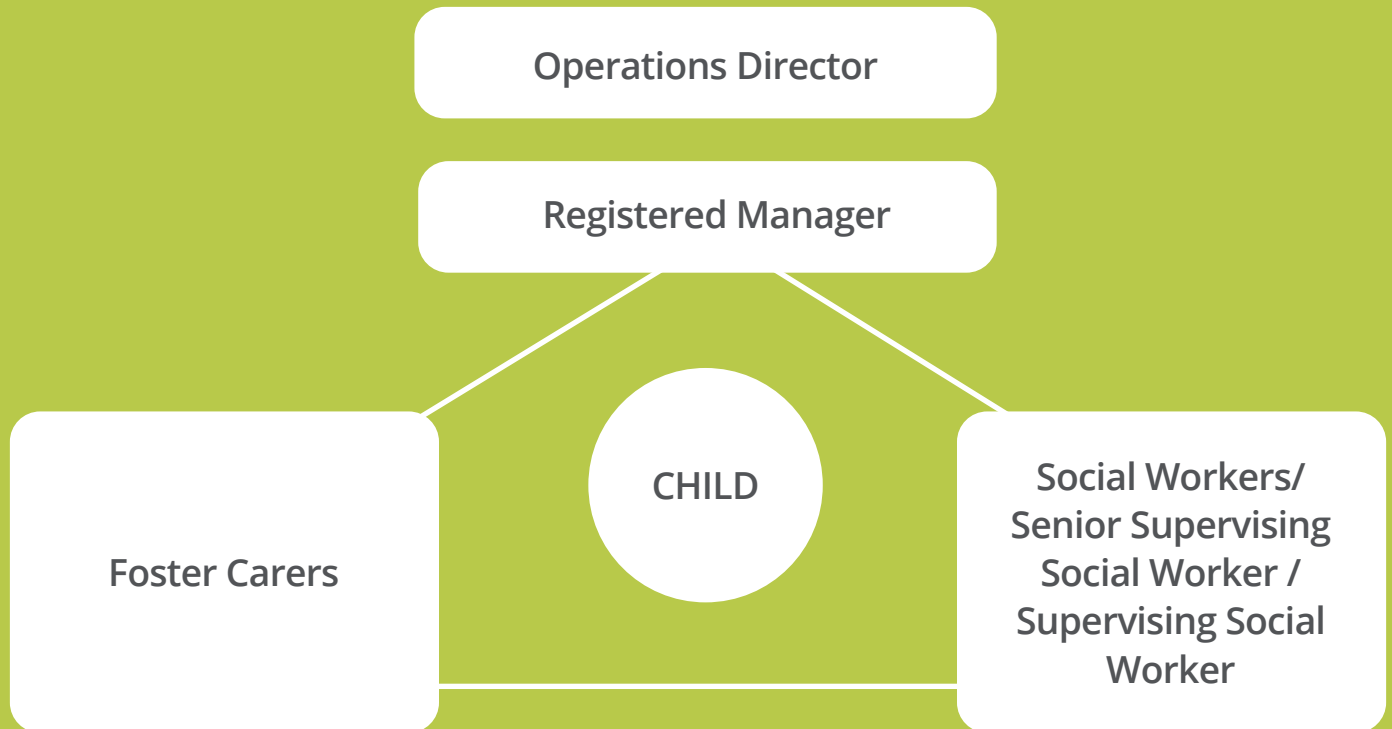 Operations Director
Registered Manager
CHILD
Foster Carers
Social Workers/
Senior Supervising
Social Worker /
Supervising Social
Worker